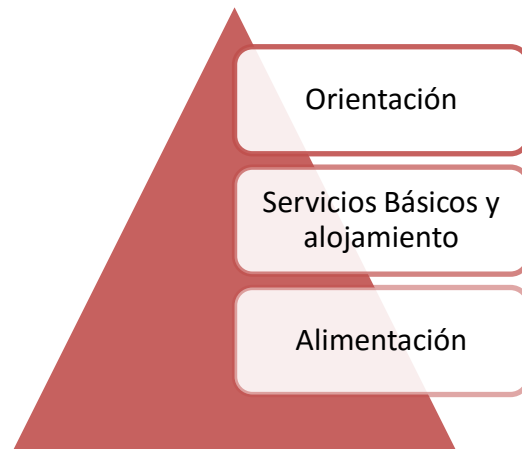 Orientación
Servicios Básicos y
alojamiento
Alimentación